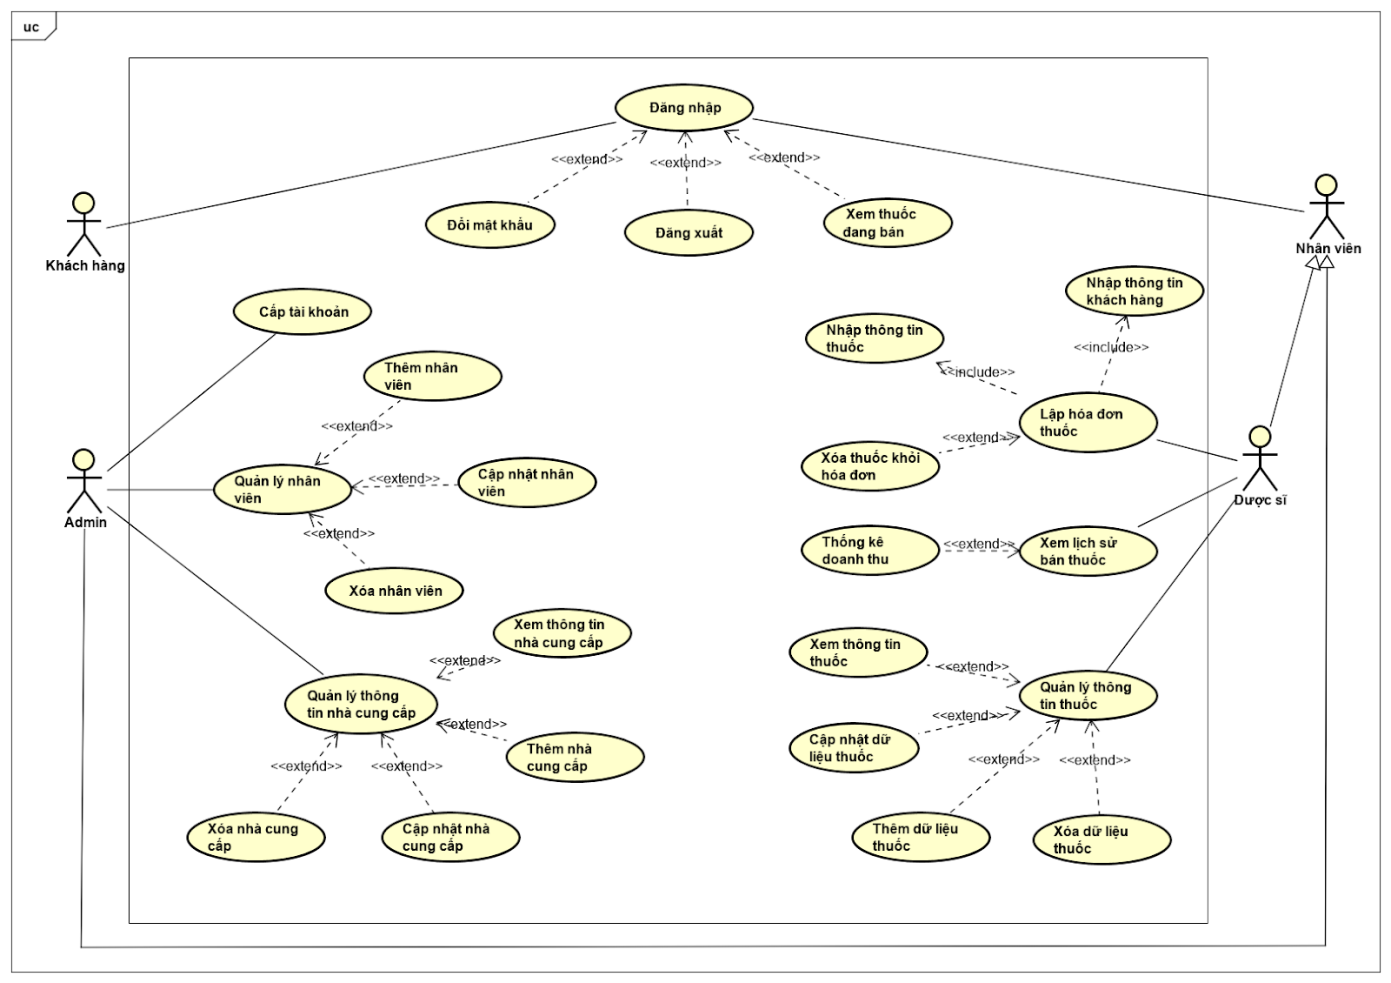 uc
Đăng nhập
<<extend>>
<<extend>>
<<extend>>
Đổi mật khẩu
Đăng xuất
Xem thuốc
đang bán
Khách hàng
Nhân viên
Cấp tài khoản
Nhập thông tin
khách hàng
Nhập thông tin
thuốc
<<include>>
<<include>>
Thêm nhân
viên
<<extend>>
Lập hóa đơn
thuốc
<<extend>>
Xóa thuốc khỏi
hóa đơn
Quản lý nhân
viên
<<extend>>
Cập nhật nhân
viên
Admin
Dược sĩ
<<extend>>
Thống kê
doanh thu
<<extend>>
Xem lịch sử
bán thuốc
Xóa nhân viên
Xem thông tin
nhà cung cấp
<<extend>>
Xem thông tin
thuốc
<<extend>>
Quản lý thông
tin nhà cung cấp
Quản lý thông
tin thuốc
<<extend>>
<<extend>>
Thêm nhà
cung cấp
Cập nhật dữ
liệu thuốc
<<extend>>
<<extend>>
<<extend>>
<<extend>>
Xóa nhà cung
cấp
Cập nhật nhà
cung cấp
Thêm dữ liệu
thuốc
Xóa dữ liệu
thuốc